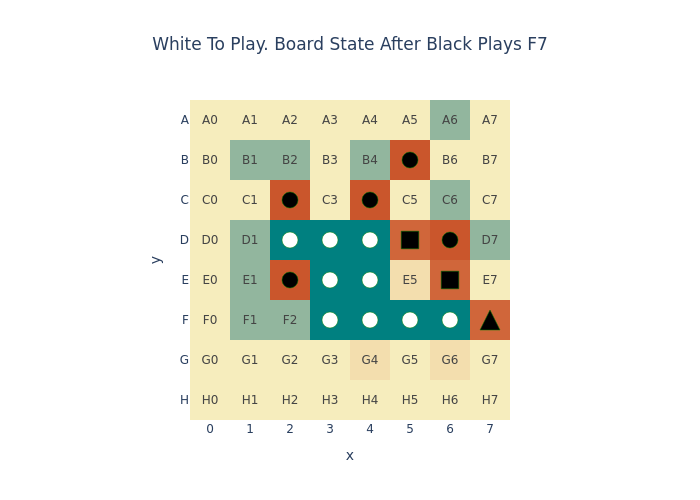 White To Play. Board State After Black Plays F7
A A0 A1 A2 A3 A4 A5 A6 A7
B B0 B1 B2 B3 B4 B6 B7
C C0 C1 C3 C5 C6 C7
D D0 D1 D7
y
E E0 E1 E5 E7
F F0 F1 F2
G G0 G1 G2 G3 G4 G5 G6 G7
H H0 H1 H2 H3 H4 H5 H6 H7
0 1 2 3 4 5 6 7
x